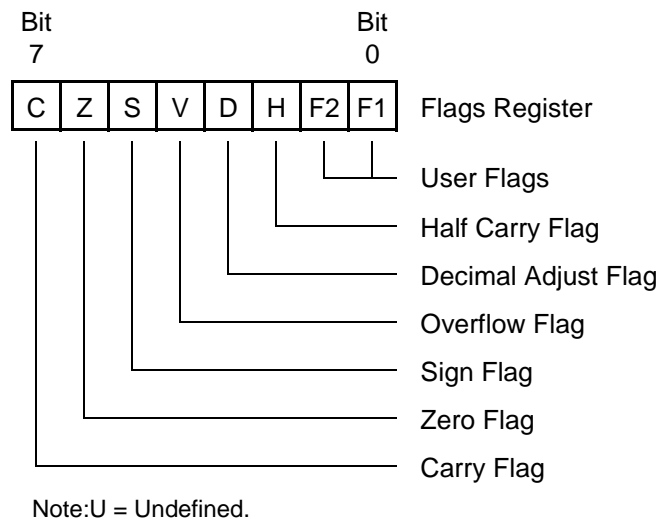 Bit Bit
7 0
C Z S V D H F2 F1 Flags Register
User Flags
Half Carry Flag
Decimal Adjust Flag
Overflow Flag
Sign Flag
Zero Flag
Carry Flag
Note:U = Undefined.